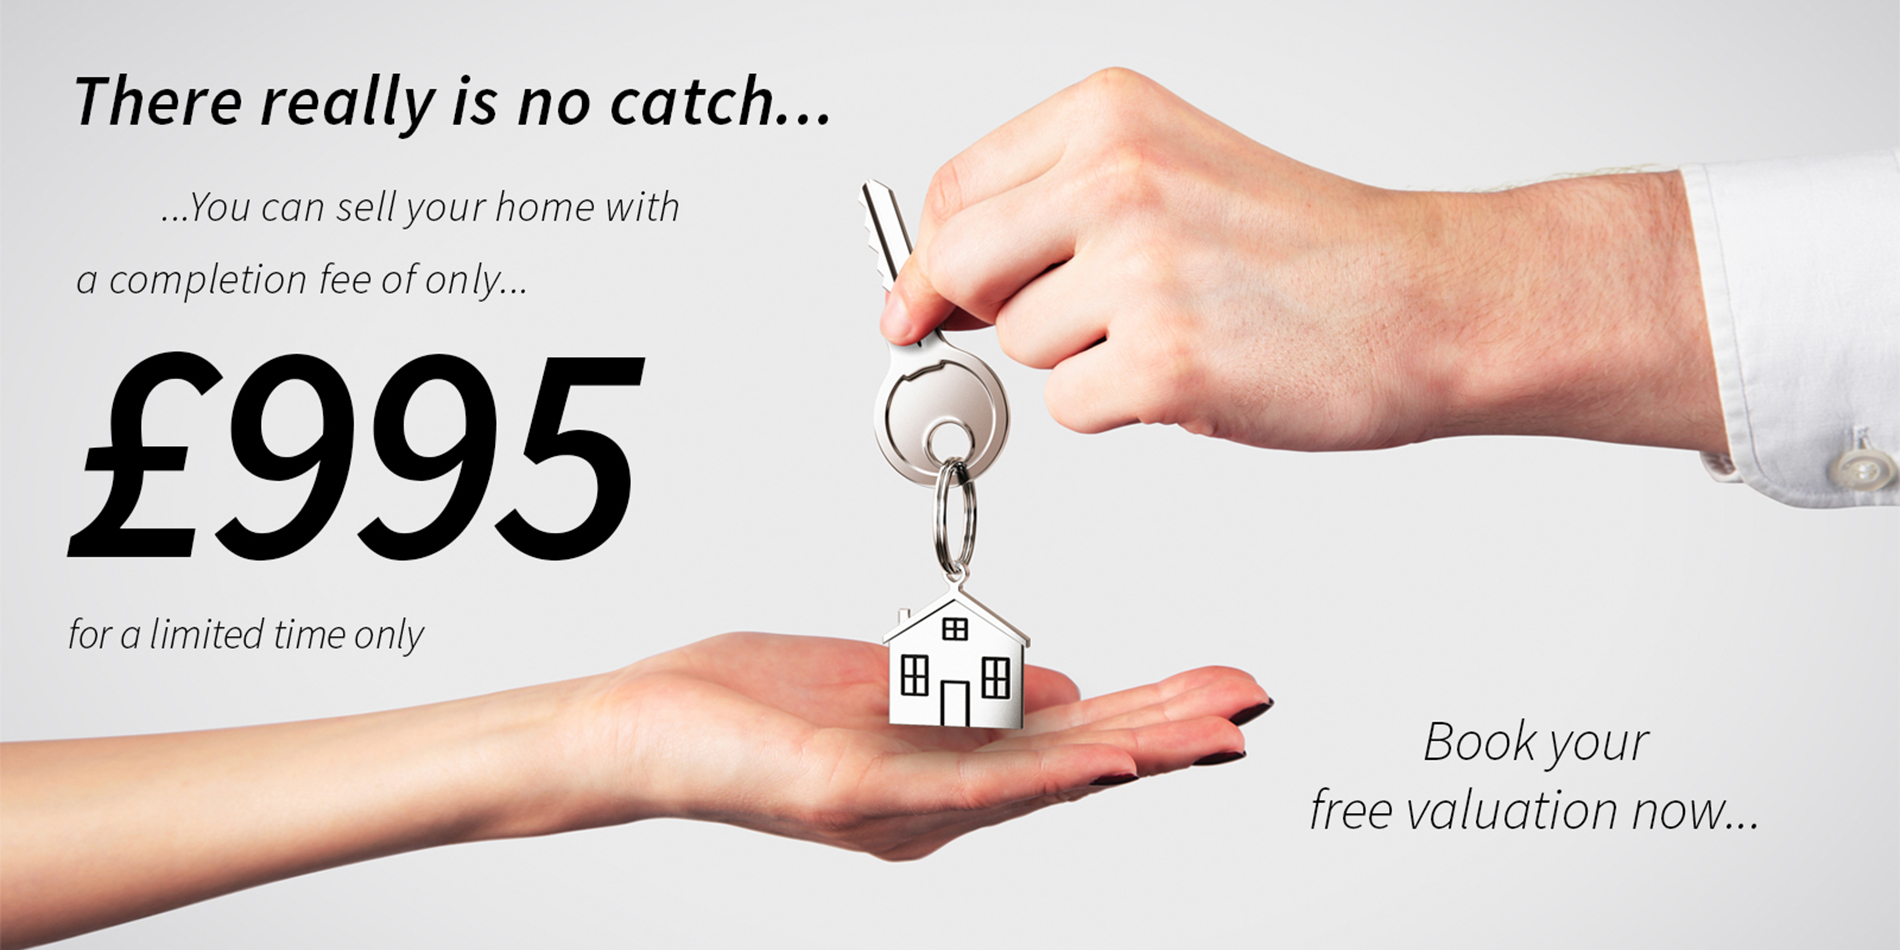 There really is no catch...
...You can sell your home with
a completion fee of only...
£995
for a limited time only
Book your
free valuation now...